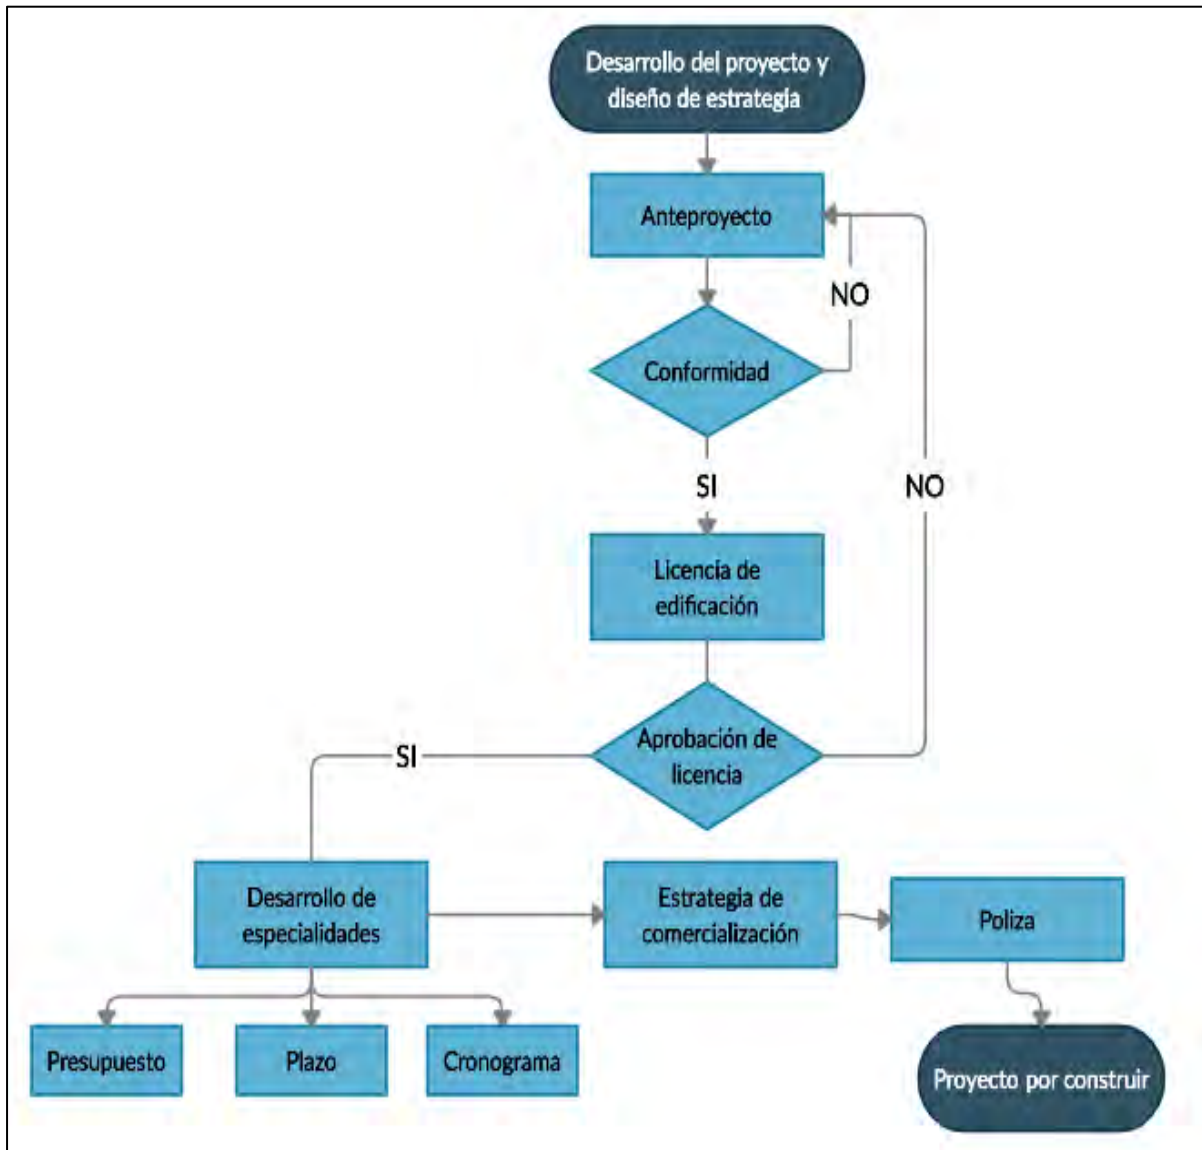 Desarrollo del proyecto y
diseño de estrategia
Anteproyecto
NO
Conformidad
SI
NO
Licencia de
edificación
Aprobación de
licencia
SI
Desarrollo de
especialidades
Estrategia de
comercialización
Poliza
Presupuesto
Plazo
Cronograma
Proyecto por construir